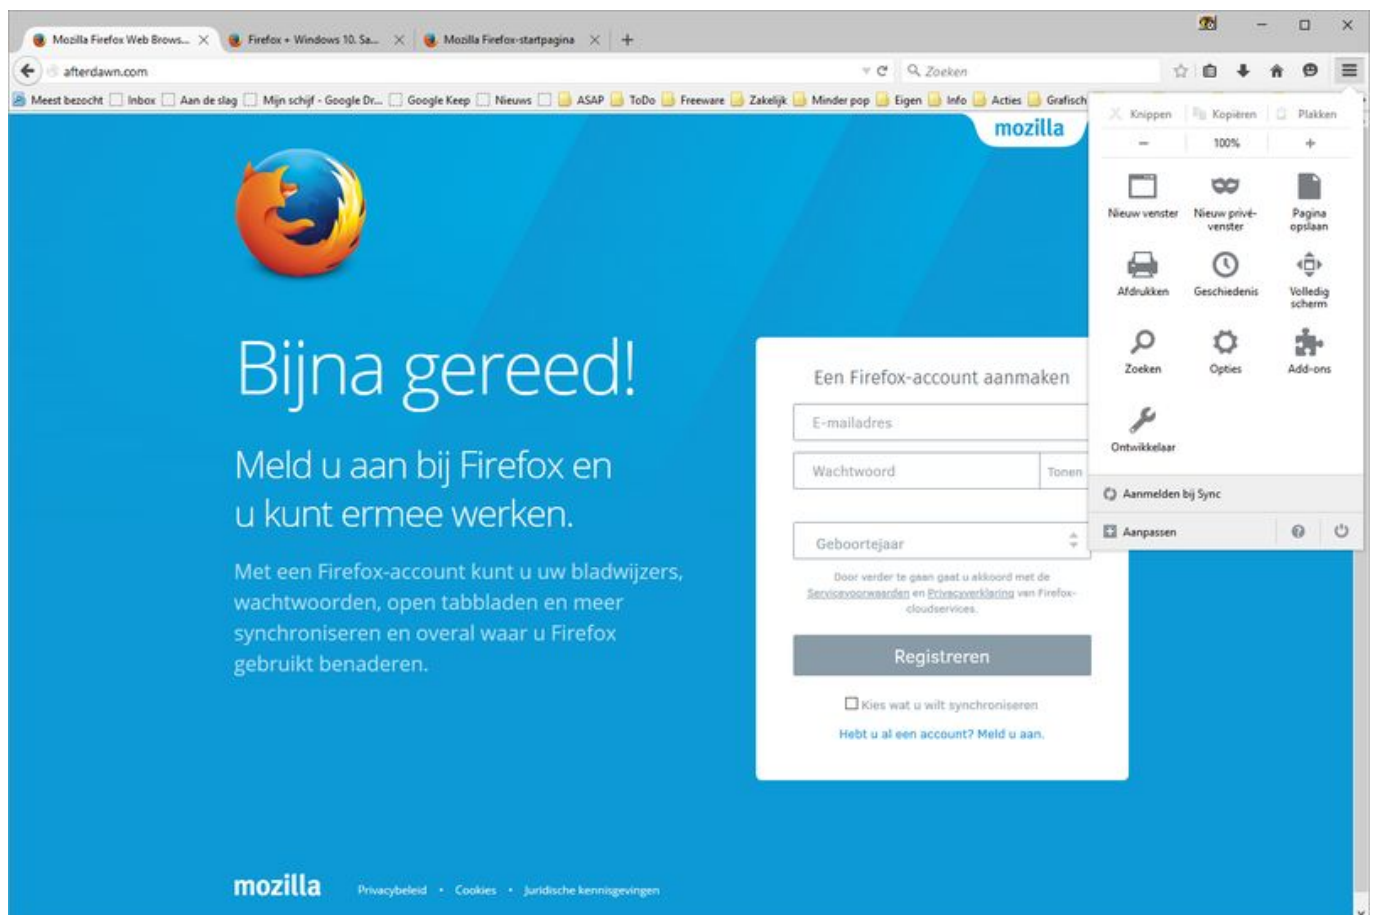 Mozilla Firefox Web Brows... Firefox + Windows 10. Sa... Mozilla Firefox-startpagina
afterdawn.com Zoeken
Meest bezocht Inbox Aan de slag Mijn schijf - Google Dr... Google Keep Nieuws ASAP ToDo Freeware Zakelijk Minder pop Eigen Info Acties Grafisch
mozilla
Knippen Kopiëren Plakken
100%
Nieuw venster Nieuw privé-venster Pagina opslaan
Afdrukken Geschiedenis Volledig scherm
Zoeken Opties Add-ons
Ontwikkelaar
Aanmelden bij Sync
Aanpassen
Bijna gereed!
Meld u aan bij Firefox en
u kunt ermee werken.
Met een Firefox-account kunt u uw bladwijzers,
wachtwoorden, open tabbladen en meer
synchroniseren en overal waar u Firefox
gebruikt benaderen.
Een Firefox-account aanmaken
E-mailadres
Wachtwoord Tonen
Geboortejaar
Door verder te gaan gaat u akkoord met de
Servicevoorwaarden en Privacyverklaring van Firefox-
cloudservices.
Registreren
Kies wat u wilt synchroniseren
Hebt u al een account? Meld u aan.
mozilla Privacybeleid • Cookies • Juridische kennisgevingen